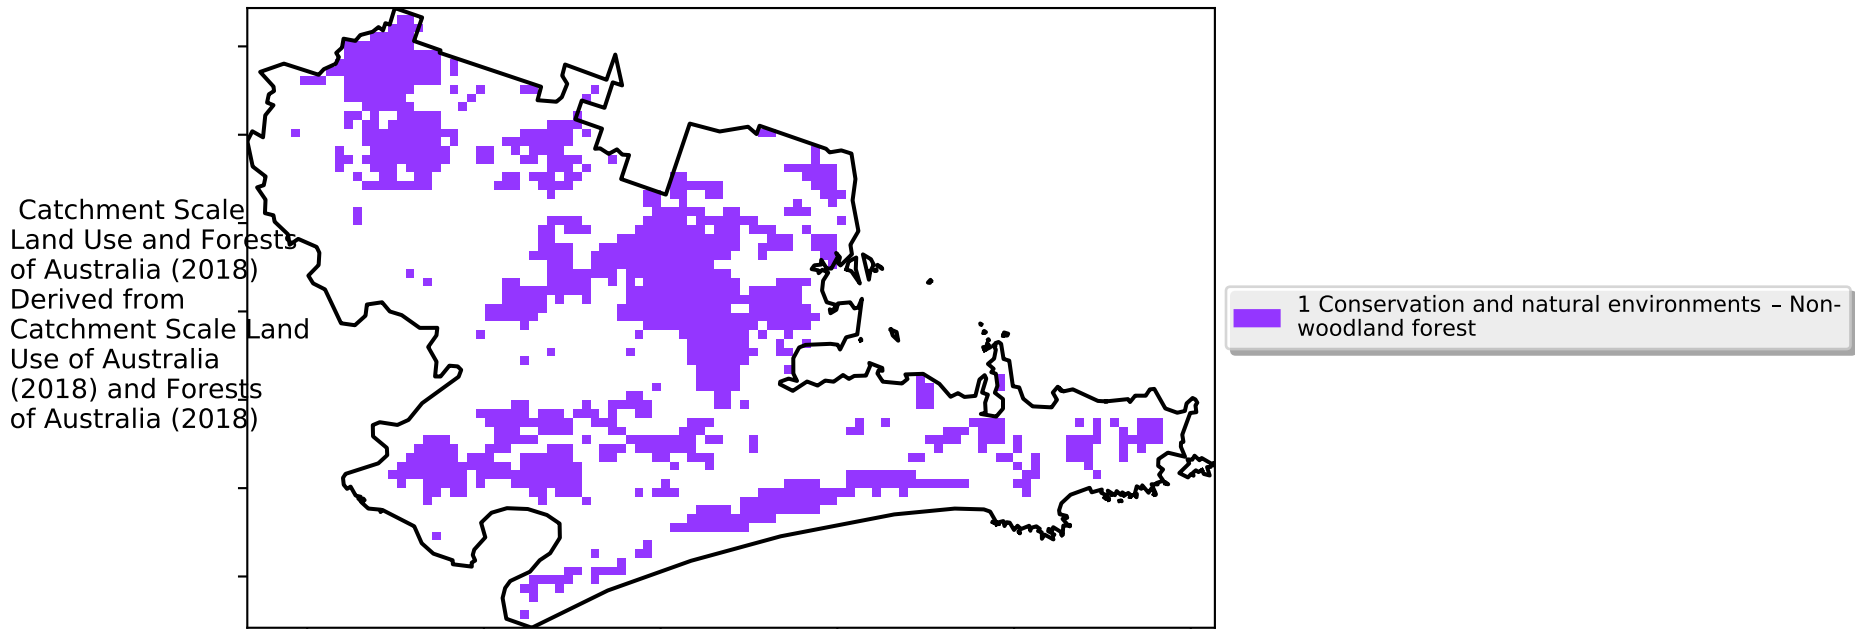 Catchment Scale
Land Use and Forests
of Australia (2018)
Derived from
Catchment Scale Land
Use of Australia
(2018) and Forests
of Australia (2018)
1 Conservation and natural environments – Non-
woodland forest